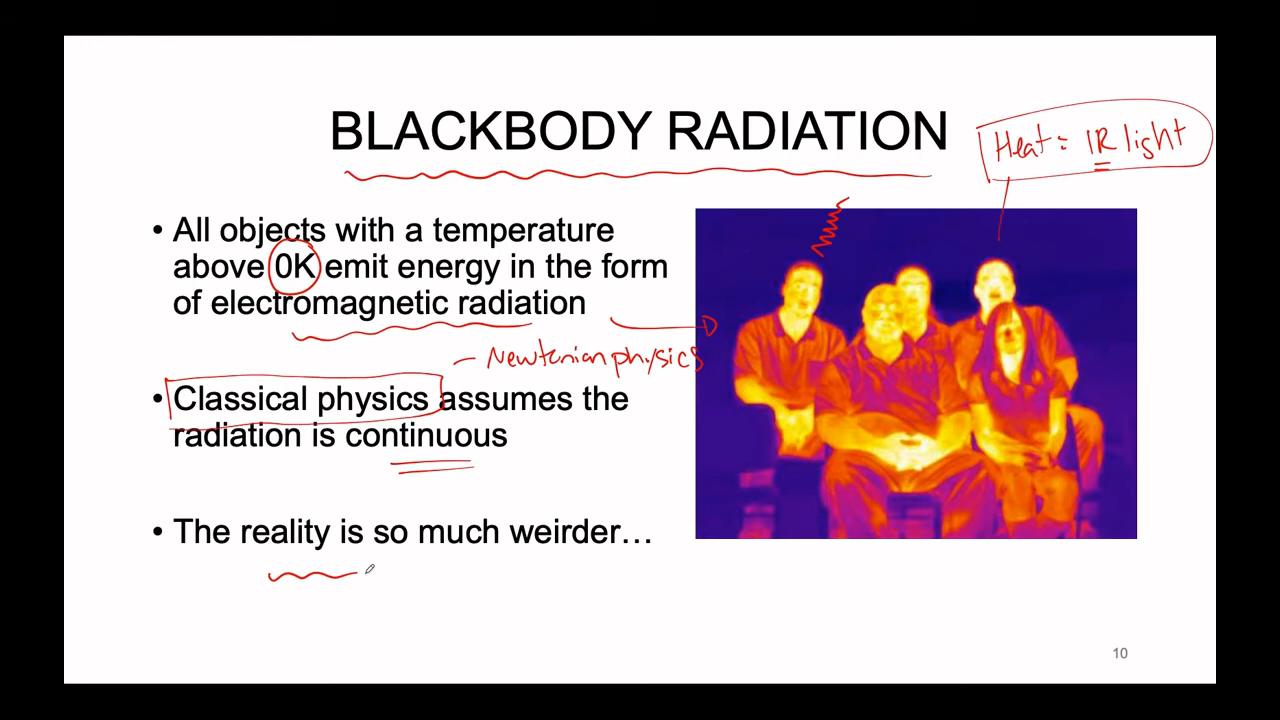 BLACKBODY RADIATION
Heat = IR light
• All objects with a temperature
above 0K emit energy in the form
of electromagnetic radiation
– Newtonian physics
• Classical physics assumes the
radiation is continuous
• The reality is so much weirder…
10